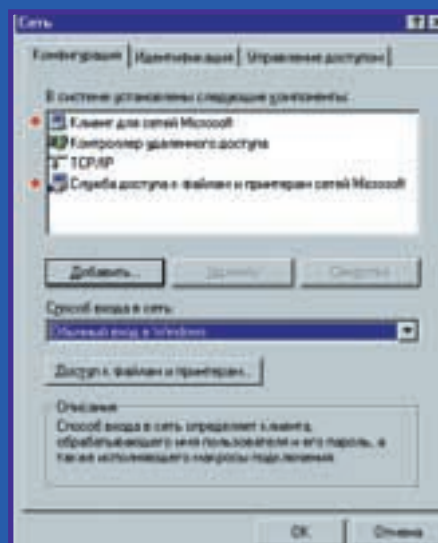 Сеть
Конфигурация Идентификация Управление доступом
В системе установлены следующие компоненты:
Клиент для сетей Microsoft
Контроллер удаленного доступа
TCP/IP
Служба доступа к файлам и принтерам сетей Microsoft
Добавить... Удалить Свойства
Способ входа в сеть:
Обычный вход в Windows
Доступ к файлам и принтерам...
Описание
Способ входа в сеть определяет клиента,
обрабатывающего имя пользователя и его пароль, а
также исполняющего макросы подключения
OK Отмена